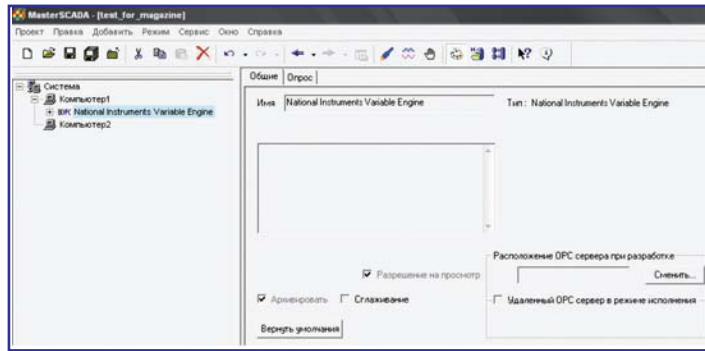 MasterSCADA - [test_for_magazine]
Проект Правка Добавить Режим Сервис Окно Справка
Система
Компьютер1
OPC National Instruments Variable Engine
Компьютер2
Общие Опрос
Имя National Instruments Variable Engine Тип : National Instruments Variable Engine
Расположение OPC сервера при разработке
Разрешение на просмотр Сменить...
Архивировать Сглаживание Удаленный OPC сервер в режиме исполнения
Вернуть умолчания